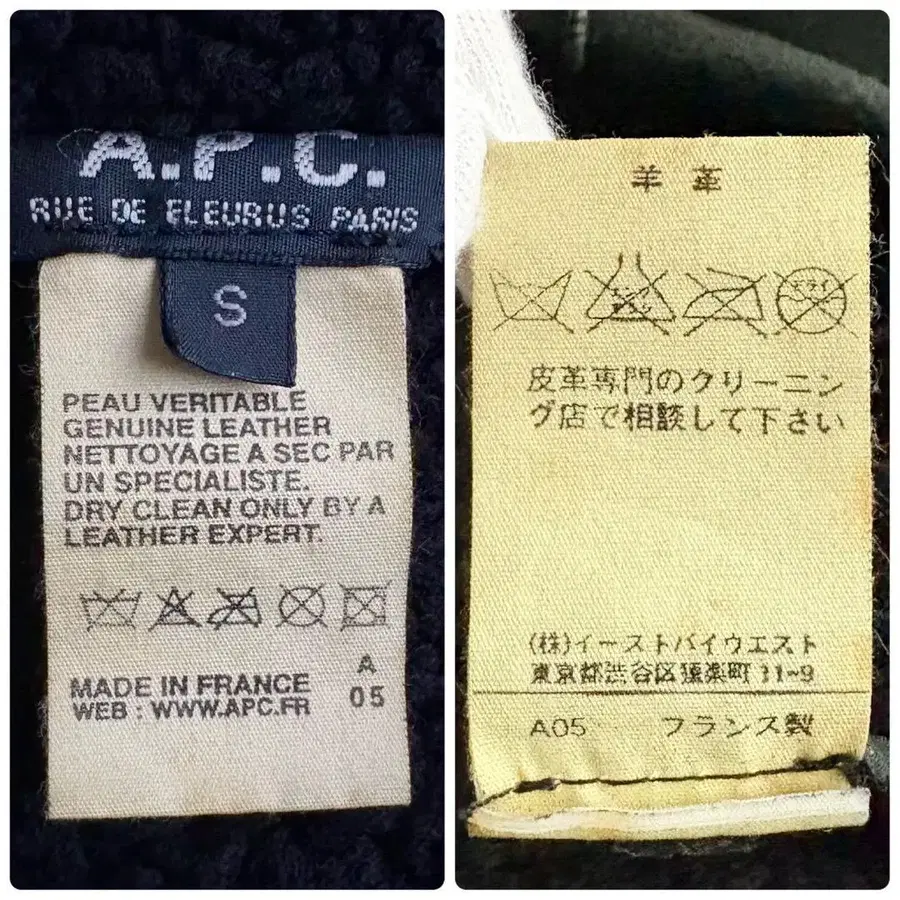 A.P.C.
RUE DE FLEURUS PARIS
S
PEAU VERITABLE
GENUINE LEATHER
NETTOYAGE A SEC PAR
UN SPECIALISTE.
DRY CLEAN ONLY BY A
LEATHER EXPERT.
A
05
MADE IN FRANCE
WEB : WWW.APC.FR
羊 革
ドライ
皮革専門のクリーニン
グ店で相談して下さい
(株)イーストバイウエスト
東京都渋谷区猿楽町 11-9
A05 フランス製